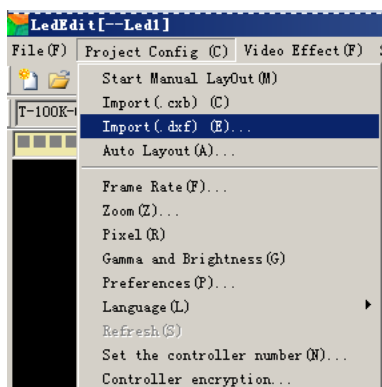 LedEdit[--Led1]
File(F) Project Config (C) Video Effect(F)
Start Manual LayOut(M)
Import(.cxb) (C)
T-100K-
Import(.dxf) (E)...
Auto Layout(A)...
Frame Rate(F)...
Zoom(Z)...
Pixel(R)
Gamma and Brightness(G)
Preferences(P)...
Language(L)
Refresh(S)
Set the controller number(N)...
Controller encryption...